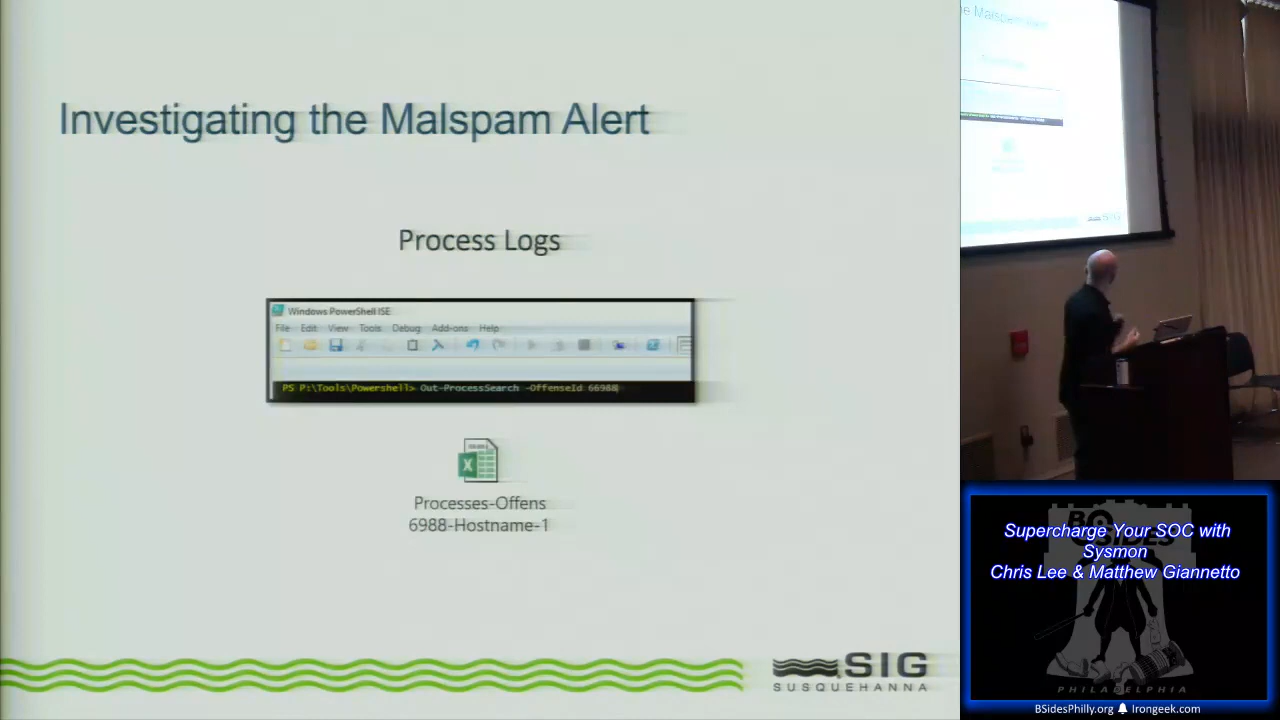 Investigating the Malspam Alert
Process Logs
Windows PowerShell ISE
File Edit View Tools Debug Add-ons Help
PS P:\Tools\Powershell> Out-ProcessSearch -OffenseId 66988
Processes-Offens
6988-Hostname-1
SIG
SUSQUEHANNA
Supercharge Your SOC with
Sysmon
Chris Lee & Matthew Giannetto
BSIDES
PHILADELPHIA
BSidesPhilly.org Irongeek.com